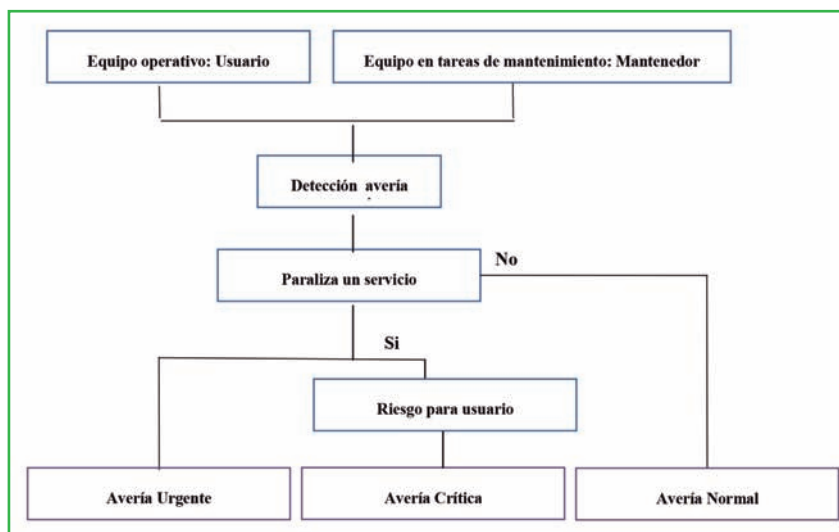 Equipo operativo: Usuario
Equipo en tareas de mantenimiento: Mantenedor
Detección avería
Paraliza un servicio
No
Si
Riesgo para usuario
Avería Urgente
Avería Crítica
Avería Normal